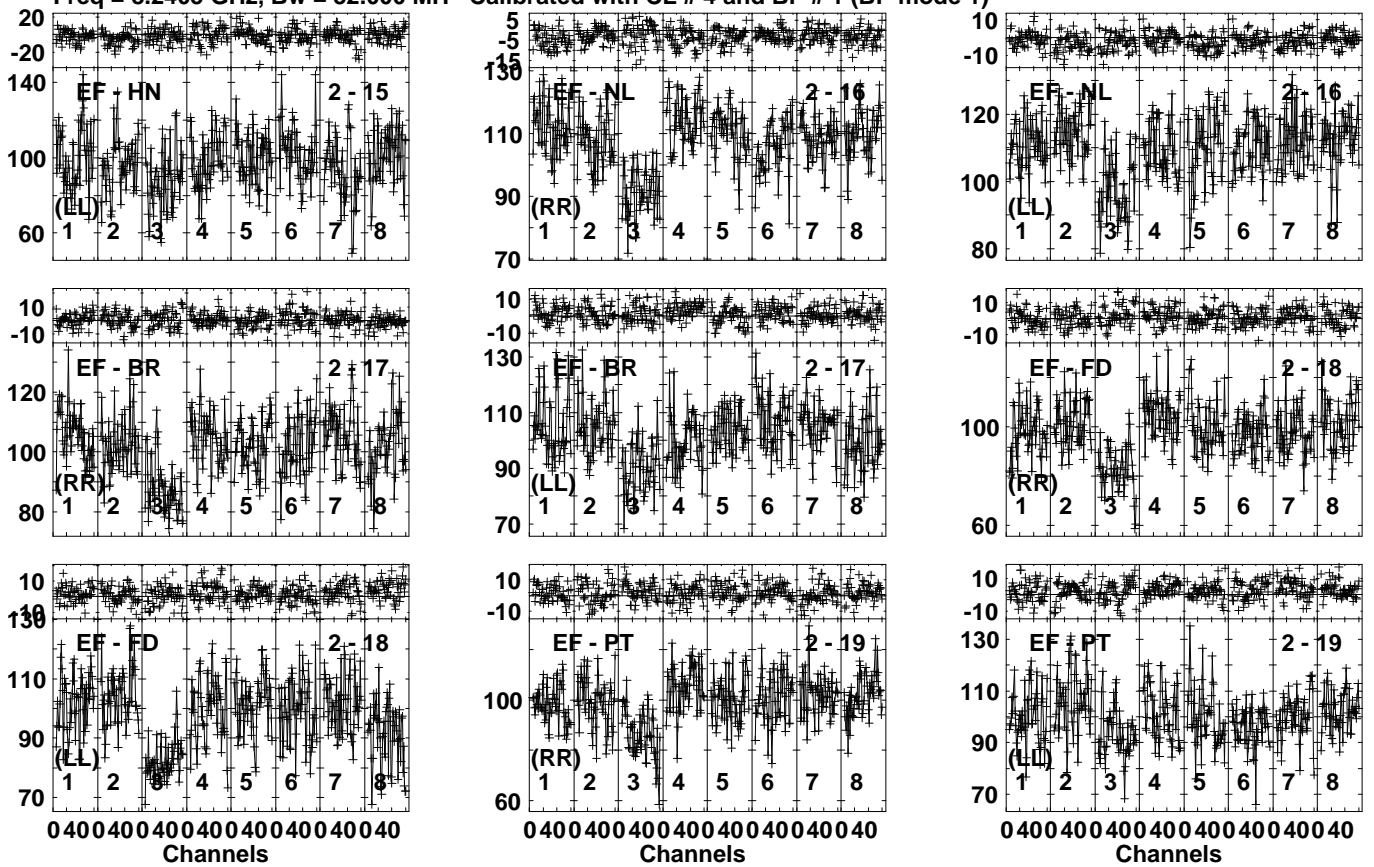 Calibrated with CL # 4 and BP # 1 (BP mode 1)
20
-20
140
100
60
EF - HN 2 - 15
(LL)
1 2 3 4 5 6 7 8
5
-5
-15
130
110
90
70
EF - NL 2 - 16
(RR)
1 2 3 4 5 6 7 8
10
-10
120
100
80
EF - NL 2 - 16
(LL)
1 2 3 4 5 6 7 8
10
-10
120
100
80
EF - BR 2 - 17
(RR)
1 2 3 4 5 6 7 8
10
-10
130
110
90
70
EF - BR 2 - 17
(LL)
1 2 3 4 5 6 7 8
10
-10
100
60
EF - FD 2 - 18
(RR)
1 2 3 4 5 6 7 8
10
-10
130
110
90
70
EF - FD 2 - 18
(LL)
1 2 3 4 5 6 7 8
0 40 0 40 0 40 0 40 0 40 0 40 0 40 0 40
Channels
10
-10
100
60
EF - PT 2 - 19
(RR)
1 2 3 4 5 6 7 8
0 40 0 40 0 40 0 40 0 40 0 40 0 40 0 40
Channels
10
-10
130
110
90
70
EF - PT 2 - 19
(LL)
1 2 3 4 5 6 7 8
0 40 0 40 0 40 0 40 0 40 0 40 0 40 0 40
Channels